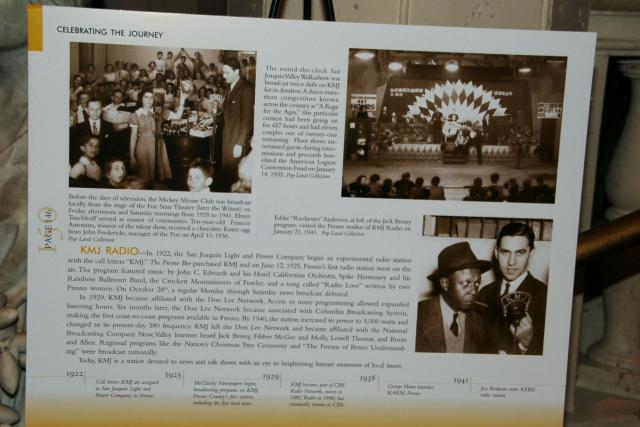 CELEBRATING THE JOURNEY
The round-the-clock San
Joaquin Valley Walkashow was
broadcast twice daily on KMJ
for its duration. A dance mara-
thon competition known
across the country as "A Rage
for the Ages," this particular
contest had been going on
for 457 hours and had eleven
couples out of twenty-one
remaining. Floor shows en-
tertained guests during inter-
missions and proceeds ben-
efited the American Legion
Convention Fund on January
14, 1935. Pop Laval Collection
Before the days of television, the Mickey Mouse Club was broadcast
locally from the stage of the Fox State Theater (later the Wilson) on
Friday afternoons and Saturday mornings from 1928 to 1941. Elmer
Tanchhoff served as master of ceremonies. Ten-year-old Francis
Antonino, winner of the talent show, received a chocolate Easter egg
from John Fredericks, manager of the Fox on April 10, 1936.
Pop Laval Collection
Eddie "Rochester" Anderson, at left, of the Jack Benny
program, visited the Fresno studios of KMJ Radio on
January 21, 1941. Pop Laval Collection
PAGE 146
KMJ RADIO—In 1922, the San Joaquin Light and Power Company began an experimental radio station
with the call letters "KMJ." The Fresno Bee purchased KMJ and on June 12, 1925, Fresno's first radio station went on the
air. The program featured music by John C. Edwards and his Hotel Californian Orchestra, Spike Hennessy and his
Rainbow Ballroom Band, the Crockett Mountaineers of Fowler, and a song called "Radio Love" written by two
Fresno women. On October 28th, a regular Monday through Saturday news broadcast debuted.
In 1929, KMJ became affiliated with the Don Lee Network. Access to more programming allowed expanded
listening hours. Six months later, the Don Lee Network became associated with Columbia Broadcasting System,
making the first coast-to-coast programs available in Fresno. By 1940, the station increased its power to 5,000 watts and
changed to its present-day 580 frequency. KMJ left the Don Lee Network and became affiliated with the National
Broadcasting Company. Now, Valley listeners heard Jack Benny, Fibber McGee and Molly, Lowell Thomas, and Burns
and Allen. Regional programs like the Nation's Christmas Tree Ceremony and "The Forum of Better Understand-
ing" were broadcast nationally.
Today, KMJ is a station devoted to news and talk shows with an eye to brightening listener awareness of local issues.
1922
1925
1929
1938
1941
Call letters KMJ are assigned
to San Joaquin Light and
Power Company in Fresno
McClatchy Newspapers begins
broadcasting programs on KMJ,
Fresno County's first station,
including the first local music
KMJ becomes part of CBS
Radio Network, moves to
NBC Radio in 1940, but
eventually returns to CBS
George Harm launches
KARM, Fresno
Jess Rodman starts KFRE
radio station